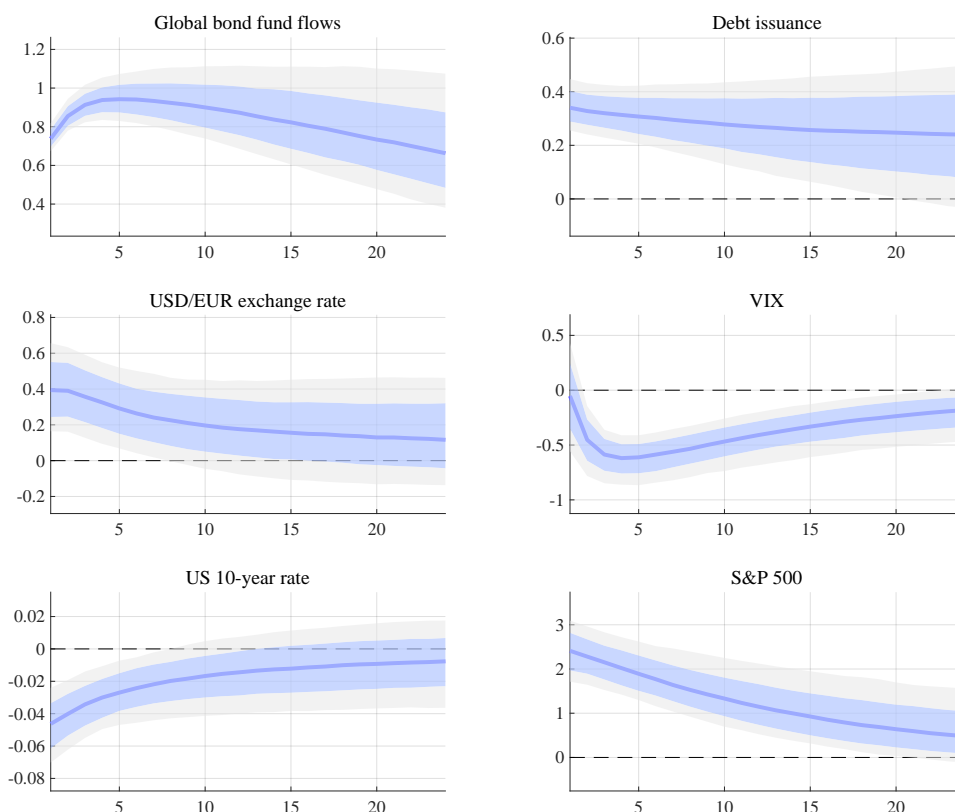 Global bond fund flows
1.2
1
0.8
0.6
0.4
5 10 15 20
Debt issuance
0.6
0.4
0.2
0
5 10 15 20
USD/EUR exchange rate
0.8
0.6
0.4
0.2
0
-0.2
5 10 15 20
VIX
0.5
0
-0.5
-1
5 10 15 20
US 10-year rate
0.02
0
-0.02
-0.04
-0.06
-0.08
5 10 15 20
S&P 500
3
2
1
0
5 10 15 20